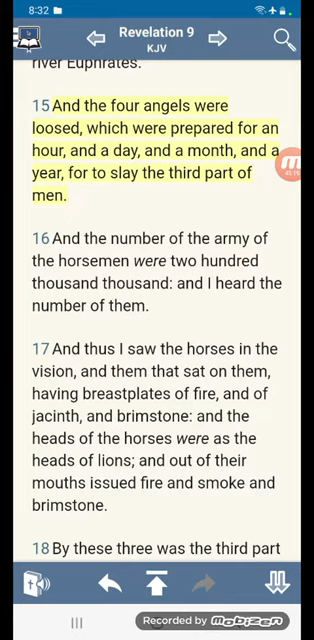 8:32
Revelation 9
KJV
river Euphrates.
15 And the four angels were
loosed, which were prepared for an
hour, and a day, and a month, and a
year, for to slay the third part of
men.
16 And the number of the army of
the horsemen were two hundred
thousand thousand: and I heard the
number of them.
17 And thus I saw the horses in the
vision, and them that sat on them,
having breastplates of fire, and of
jacinth, and brimstone: and the
heads of the horses were as the
heads of lions; and out of their
mouths issued fire and smoke and
brimstone.
18 By these three was the third part
Recorded by mobizen